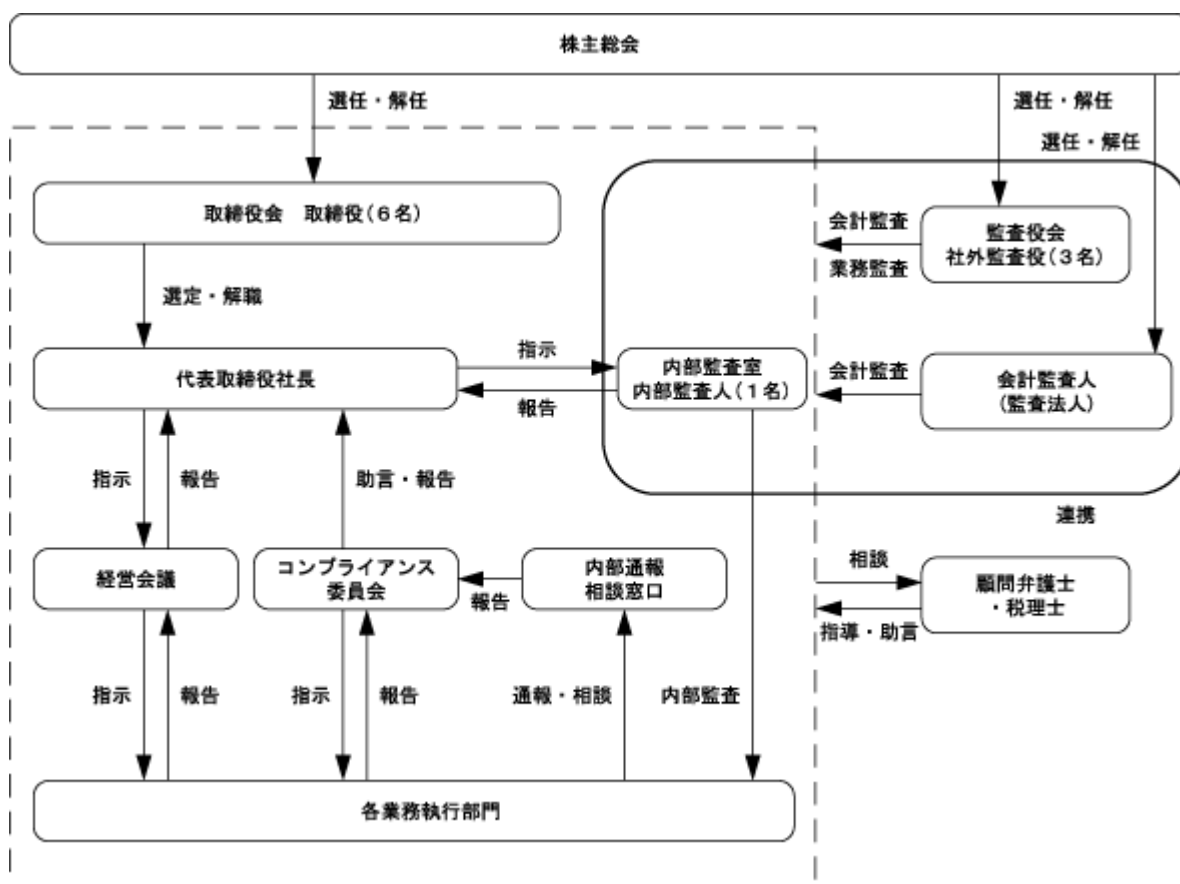 株主総会
選任・解任
選任・解任
選任・解任
取締役会　取締役(6名)
会計監査
業務監査
監査役会
社外監査役(3名)
選定・解職
代表取締役社長
指示
報告
内部監査室
内部監査人(1名)
会計監査
会計監査人
(監査法人)
指示
報告
助言・報告
連携
経営会議
コンプライアンス
委員会
報告
内部通報
相談窓口
相談
指導・助言
顧問弁護士
・税理士
指示
報告
指示
報告
通報・相談
内部監査
各業務執行部門